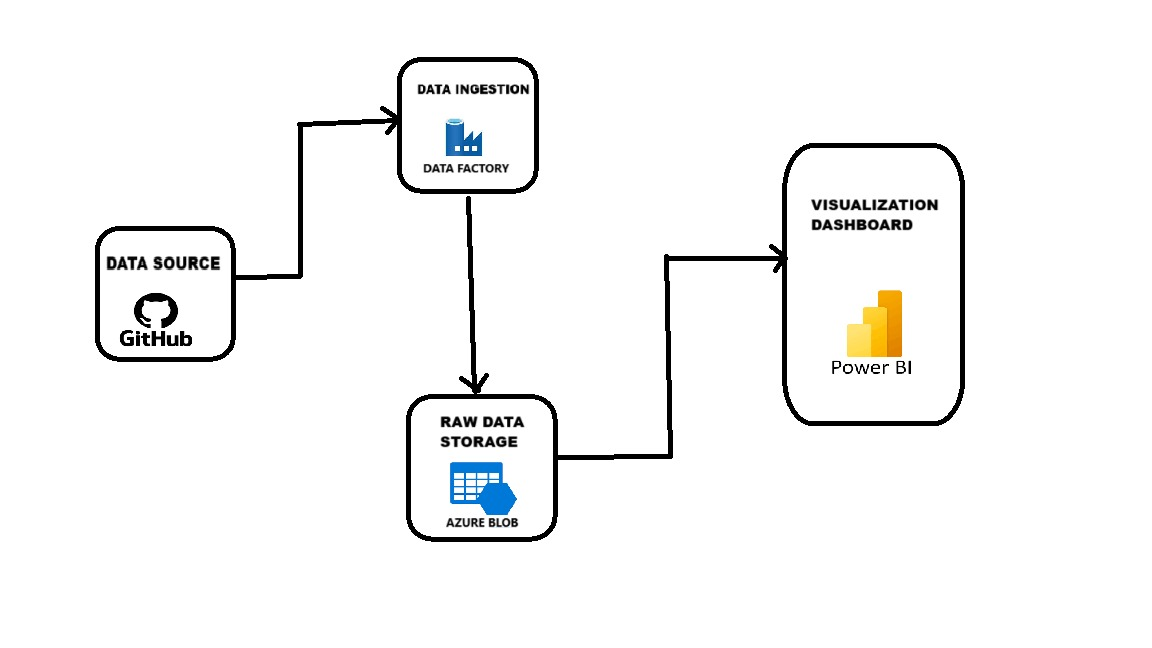 DATA SOURCE
GitHub
DATA INGESTION
DATA FACTORY
RAW DATA
STORAGE
AZURE BLOB
VISUALIZATION
DASHBOARD
Power BI